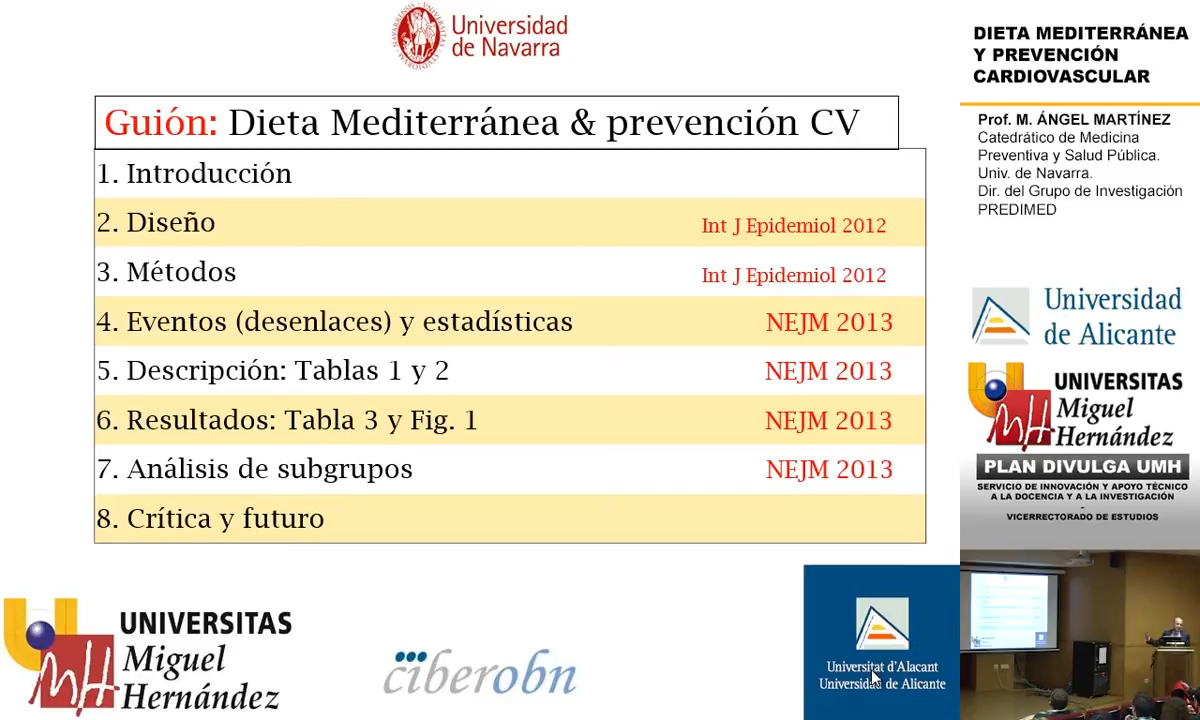 Universidad
de Navarra
Guión: Dieta Mediterránea & prevención CV
1. Introducción
2. Diseño Int J Epidemiol 2012
3. Métodos Int J Epidemiol 2012
4. Eventos (desenlaces) y estadísticas NEJM 2013
5. Descripción: Tablas 1 y 2 NEJM 2013
6. Resultados: Tabla 3 y Fig. 1 NEJM 2013
7. Análisis de subgrupos NEJM 2013
8. Crítica y futuro
UNIVERSITAS
Miguel
Hernández
ciberobn
Universitat d'Alacant
Universidad de Alicante
DIETA MEDITERRÁNEA
Y PREVENCIÓN
CARDIOVASCULAR
Prof. M. ÁNGEL MARTÍNEZ
Catedrático de Medicina
Preventiva y Salud Pública.
Univ. de Navarra.
Dir. del Grupo de Investigación
PREDIMED
Universidad
de Alicante
UNIVERSITAS
Miguel
Hernández
PLAN DIVULGA UMH
SERVICIO DE INNOVACIÓN Y APOYO TÉCNICO
A LA DOCENCIA Y A LA INVESTIGACIÓN
-
VICERRECTORADO DE ESTUDIOS